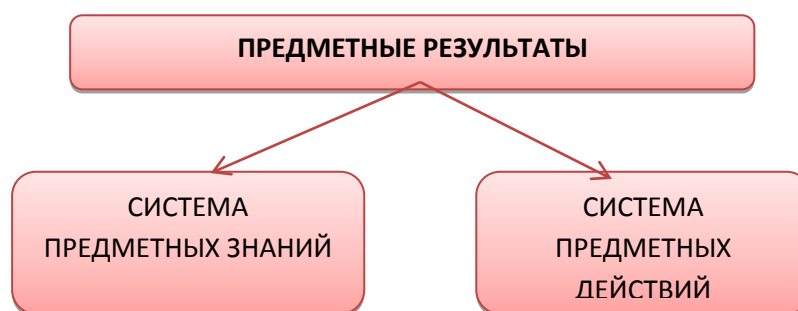 ПРЕДМЕТНЫЕ РЕЗУЛЬТАТЫ
СИСТЕМА
ПРЕДМЕТНЫХ ЗНАНИЙ
СИСТЕМА
ПРЕДМЕТНЫХ
ДЕЙСТВИЙ